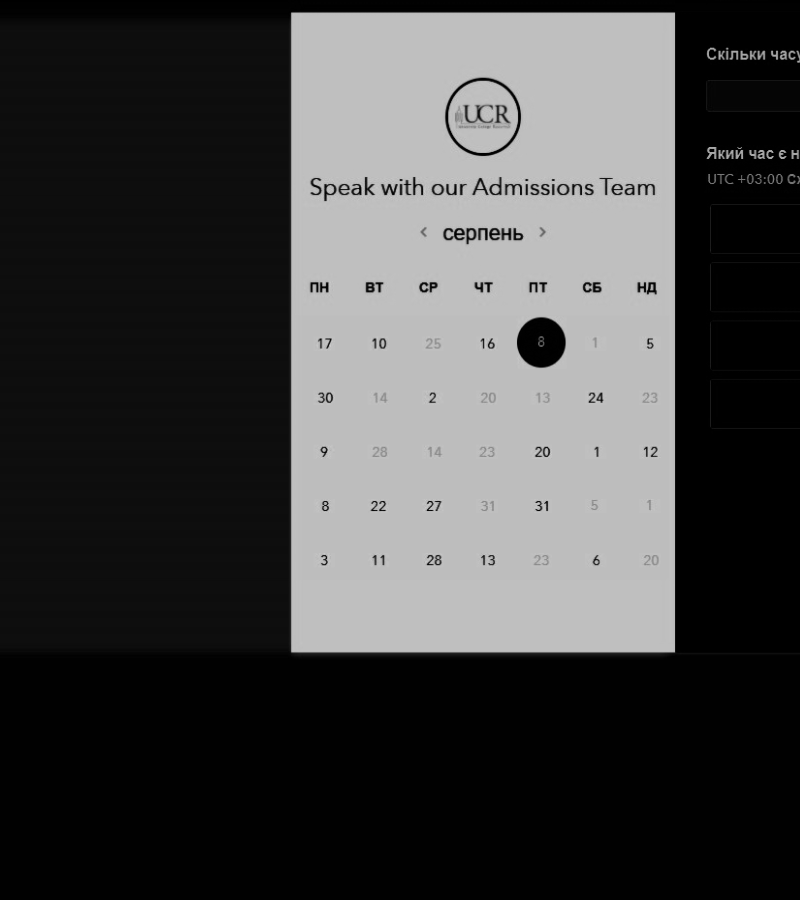 UCR
Speak with our Admissions Team
серпень
ПН ВТ СР ЧТ ПТ СБ НД
17 10 25 16 8 1 5
30 14 2 20 13 24 23
9 28 14 23 20 1 12
8 22 27 31 31 5 1
3 11 28 13 23 6 20
Скільки часу
Який час є н
UTC +03:00 Сх